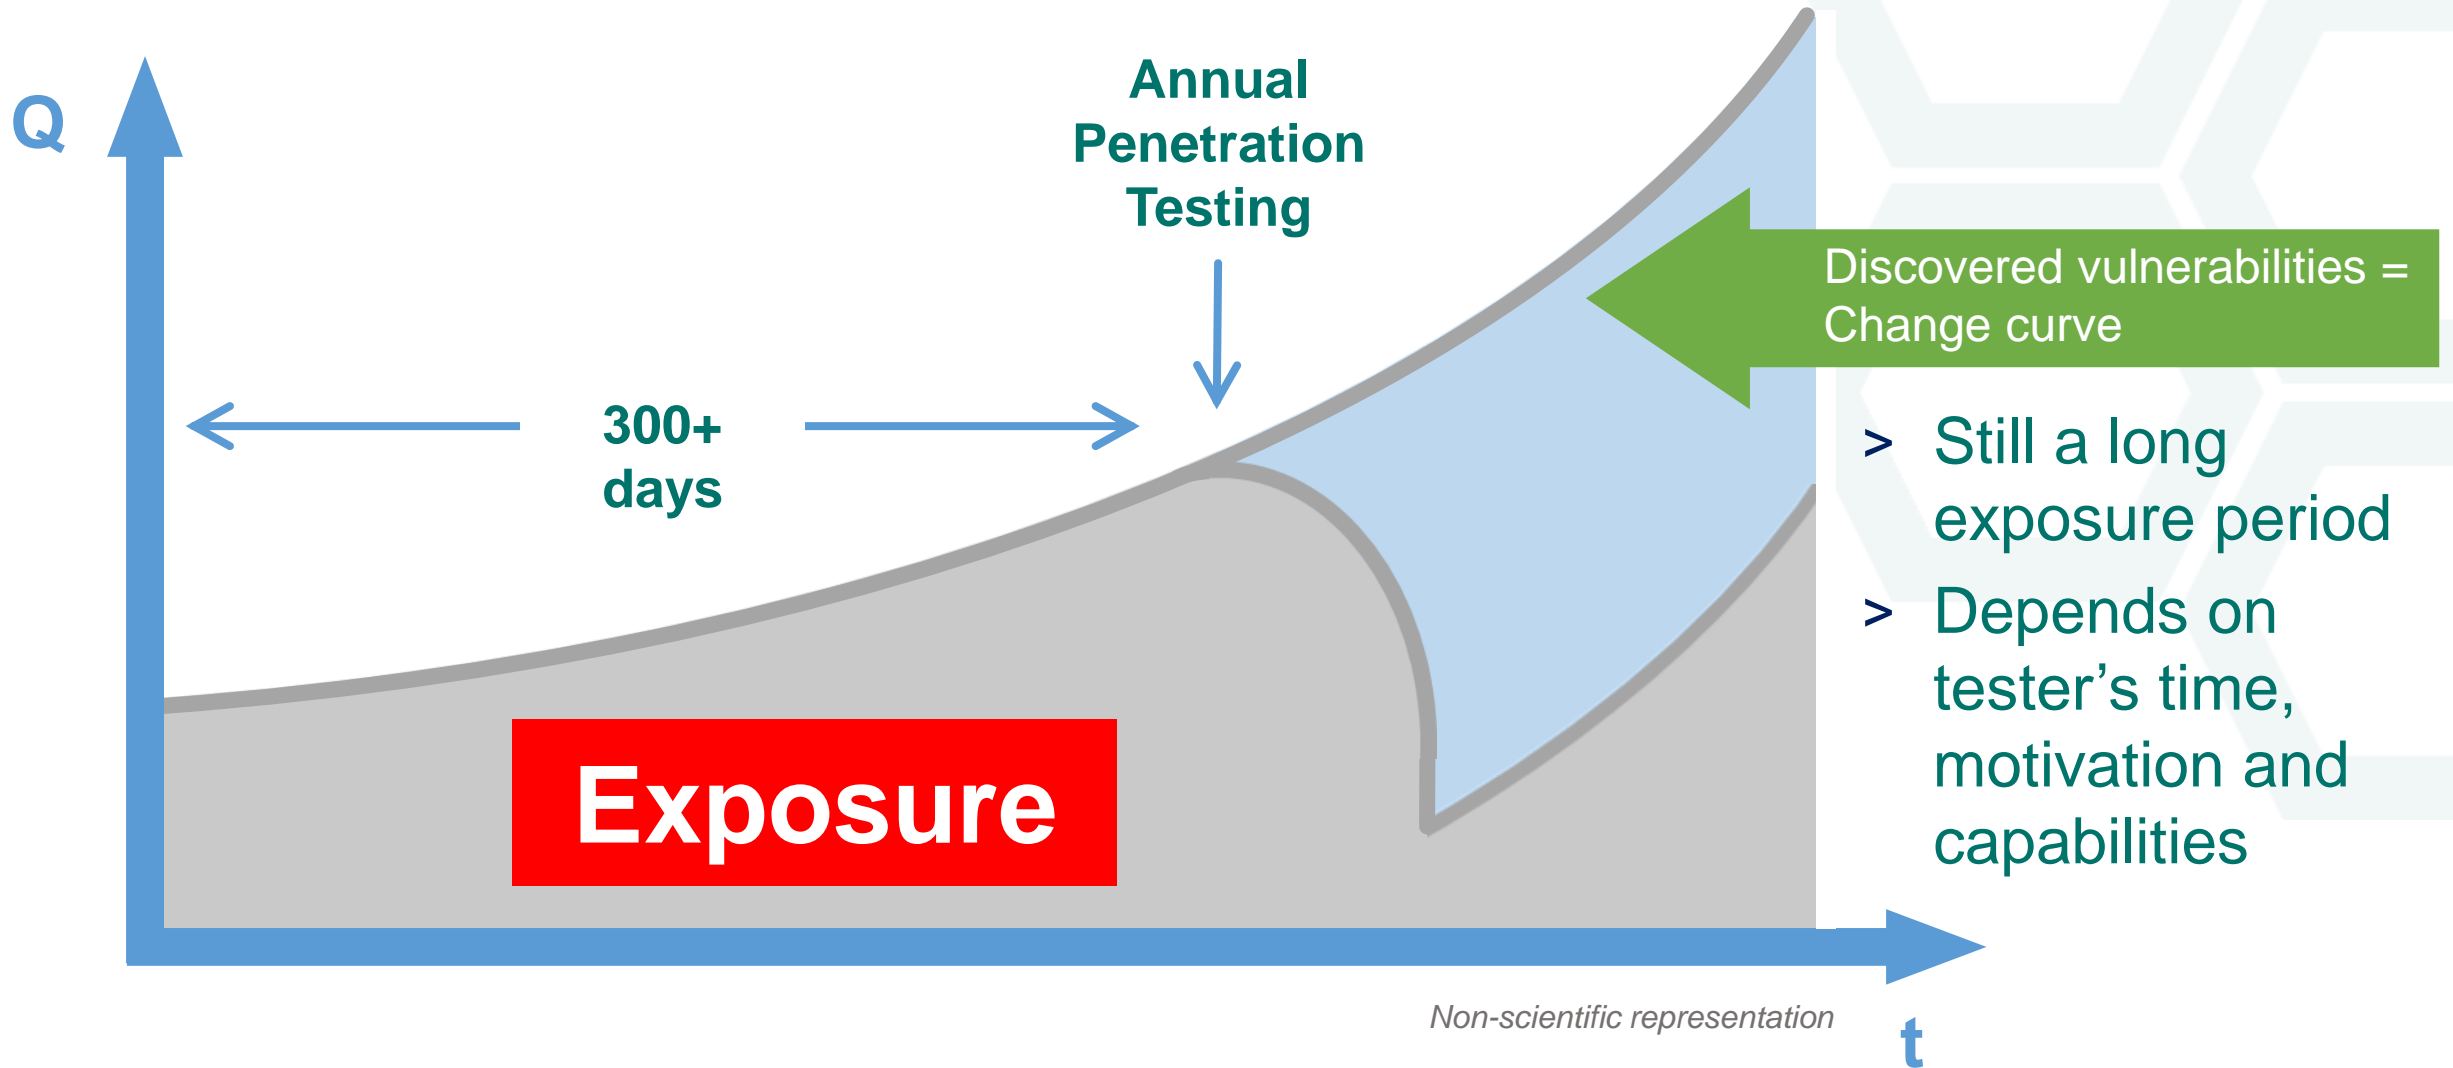 Q
Annual
Penetration
Testing
300+
days
Exposure
Discovered vulnerabilities =
Change curve
> Still a long
exposure period
> Depends on
tester’s time,
motivation and
capabilities
Non-scientific representation
t